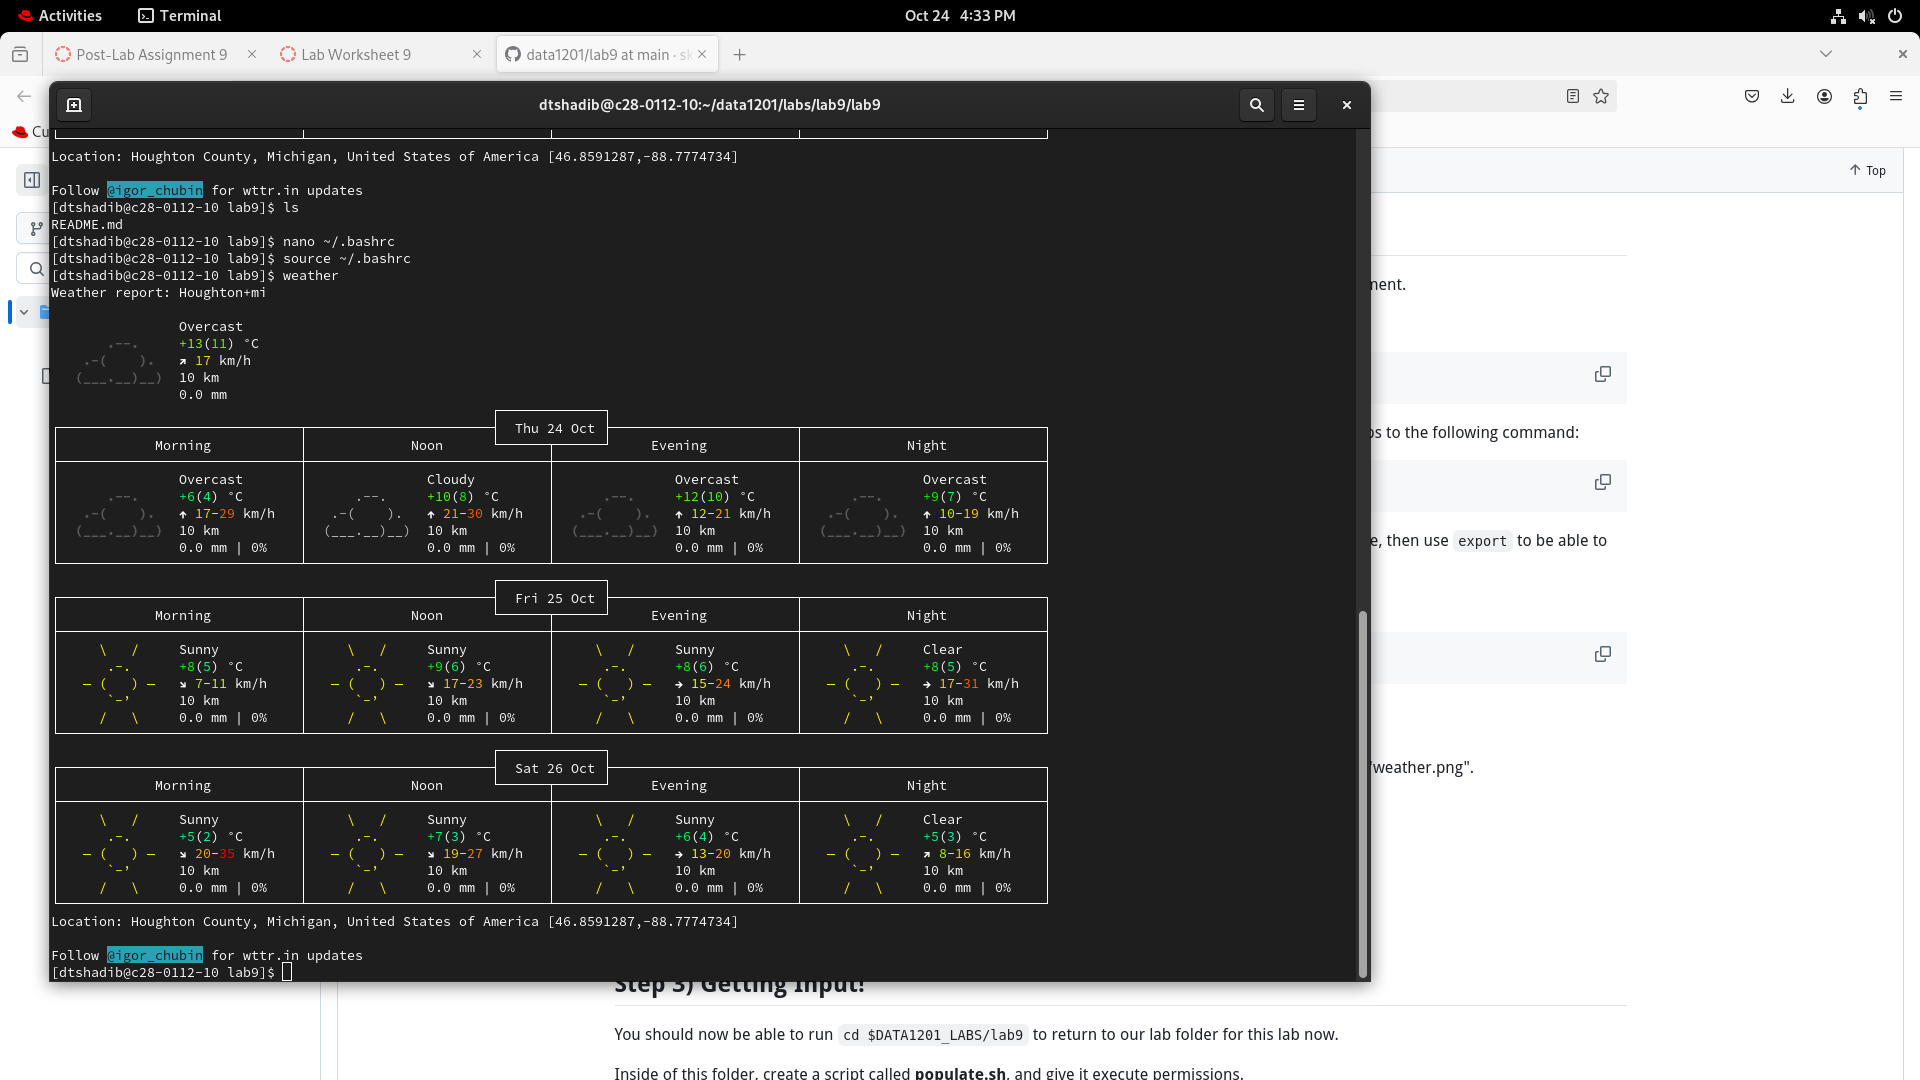 Activities Terminal Oct 24 4:33 PM
Post-Lab Assignment 9 Lab Worksheet 9 data1201/lab9 at main · sk
dtshadib@c28-0112-10:~/data1201/labs/lab9/lab9
Cu
Top
Location: Houghton County, Michigan, United States of America [46.8591287,-88.7774734]
Follow @igor_chubin for wttr.in updates
[dtshadib@c28-0112-10 lab9]$ ls
README.md
[dtshadib@c28-0112-10 lab9]$ nano ~/.bashrc
[dtshadib@c28-0112-10 lab9]$ source ~/.bashrc
[dtshadib@c28-0112-10 lab9]$ weather
Weather report: Houghton+mi
Overcast
+13(11) °C
↗ 17 km/h
10 km
0.0 mm
Thu 24 Oct
Morning Noon Evening Night
Overcast Cloudy Overcast Overcast
+6(4) °C +10(8) °C +12(10) °C +9(7) °C
↑ 17-29 km/h ↑ 21-30 km/h ↑ 12-21 km/h ↑ 10-19 km/h
10 km 10 km 10 km 10 km
0.0 mm | 0% 0.0 mm | 0% 0.0 mm | 0% 0.0 mm | 0%
Fri 25 Oct
Morning Noon Evening Night
Sunny Sunny Sunny Clear
+8(5) °C +9(6) °C +8(6) °C +8(5) °C
↘ 7-11 km/h ↘ 17-23 km/h → 15-24 km/h → 17-31 km/h
10 km 10 km 10 km 10 km
0.0 mm | 0% 0.0 mm | 0% 0.0 mm | 0% 0.0 mm | 0%
Sat 26 Oct
Morning Noon Evening Night
Sunny Sunny Sunny Clear
+5(2) °C +7(3) °C +6(4) °C +5(3) °C
↘ 20-35 km/h ↘ 19-27 km/h → 13-20 km/h ↗ 8-16 km/h
10 km 10 km 10 km 10 km
0.0 mm | 0% 0.0 mm | 0% 0.0 mm | 0% 0.0 mm | 0%
Location: Houghton County, Michigan, United States of America [46.8591287,-88.7774734]
Follow @igor_chubin for wttr.in updates
[dtshadib@c28-0112-10 lab9]$
ment.
ps to the following command:
e, then use export to be able to
"weather.png".
Step 3) Getting Input!
You should now be able to run cd $DATA1201_LABS/lab9 to return to our lab folder for this lab now.
Inside of this folder, create a script called populate.sh, and give it execute permissions.